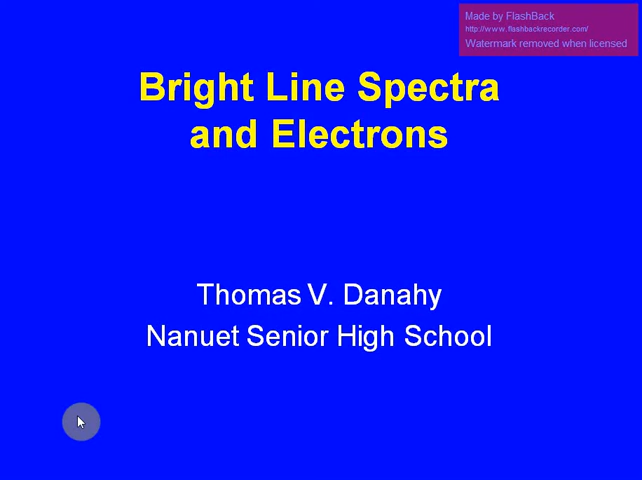 Made by FlashBack
http://www.flashbackrecorder.com/
Watermark removed when licensed
Bright Line Spectra
and Electrons
Thomas V. Danahy
Nanuet Senior High School